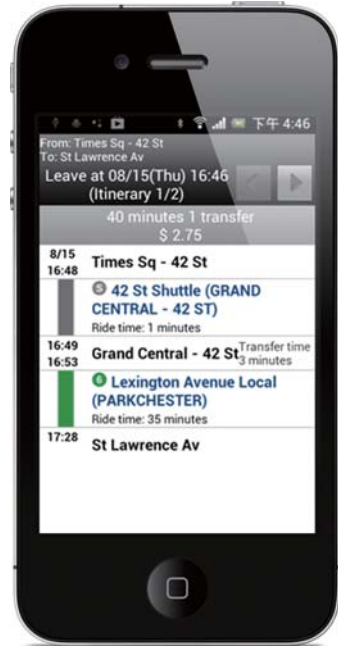 下午 4:46
From: Times Sq - 42 St
To: St Lawrence Av
Leave at 08/15(Thu) 16:46
(Itinerary 1/2)
40 minutes 1 transfer
$ 2.75
8/15
16:48 Times Sq - 42 St
S 42 St Shuttle (GRAND
CENTRAL - 42 ST)
Ride time: 1 minutes
16:49
16:53 Grand Central - 42 St Transfer time
3 minutes
6 Lexington Avenue Local
(PARKCHESTER)
Ride time: 35 minutes
17:28 St Lawrence Av